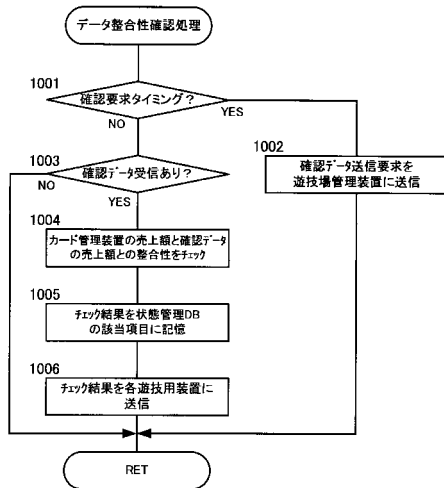 データ整合性確認処理
1001
確認要求タイミング?
YES
NO
1002
確認データ送信要求を
遊技場管理装置に送信
1003
NO
確認データ受信あり?
YES
1004
カード管理装置の売上額と確認データ
の売上額との整合性をチェック
1005
チェック結果を状態管理DB
の該当項目に記憶
1006
チェック結果を各遊技用装置に
送信
RET